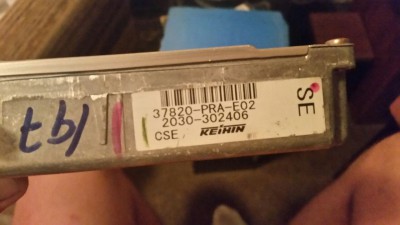 37820-PRA-E02
2030-302406
CSE KEIHIN
SE
197